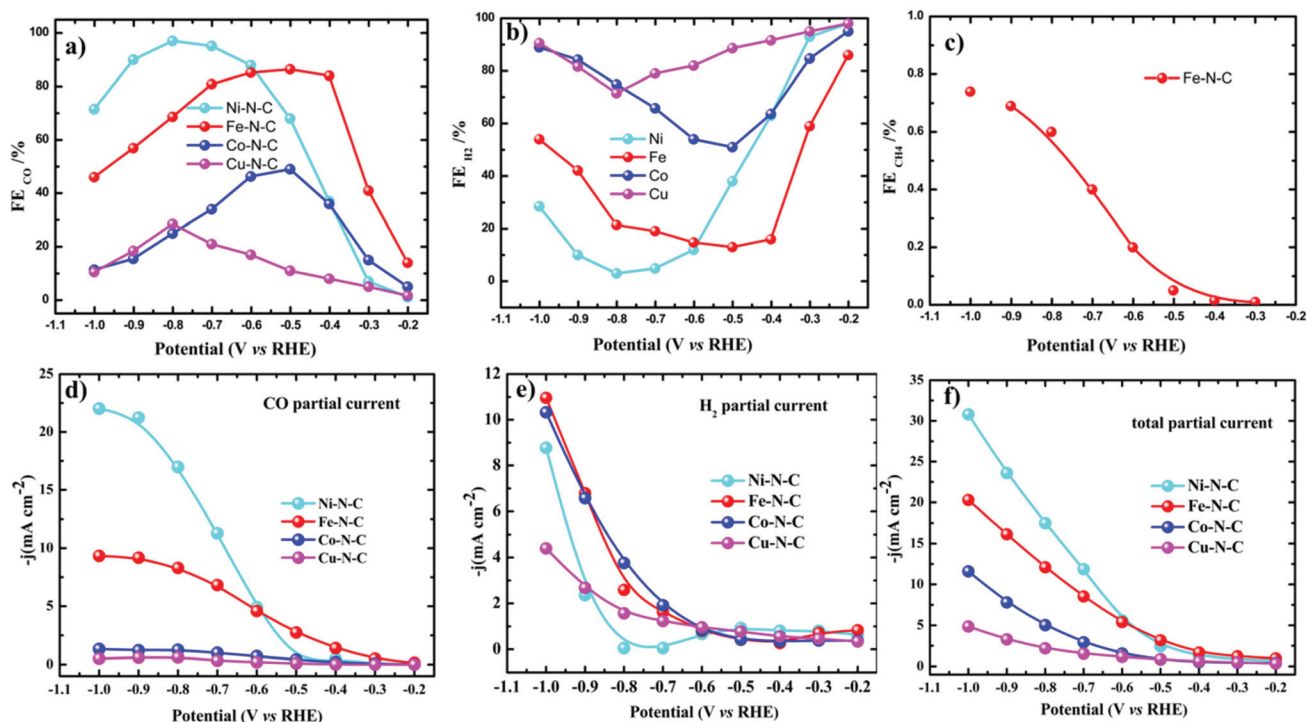 a)
FE CO /%
100
80
60
40
20
0
Ni-N-C
Fe-N-C
Co-N-C
Cu-N-C
-1.1 -1.0 -0.9 -0.8 -0.7 -0.6 -0.5 -0.4 -0.3 -0.2
Potential (V vs RHE)
b)
FE H2 /%
100
80
60
40
20
0
Ni
Fe
Co
Cu
-1.1 -1.0 -0.9 -0.8 -0.7 -0.6 -0.5 -0.4 -0.3 -0.2
Potential (V vs RHE)
c)
FE CH4 /%
1.0
0.8
0.6
0.4
0.2
0.0
Fe-N-C
-1.1 -1.0 -0.9 -0.8 -0.7 -0.6 -0.5 -0.4 -0.3 -0.2
Potential (V vs RHE)
d)
CO partial current
-j(mA cm-2)
25
20
15
10
5
0
Ni-N-C
Fe-N-C
Co-N-C
Cu-N-C
-1.1 -1.0 -0.9 -0.8 -0.7 -0.6 -0.5 -0.4 -0.3 -0.2
Potential (V vs RHE)
e)
H2 partial current
-j(mA cm-2)
12
10
8
6
4
2
0
Ni-N-C
Fe-N-C
Co-N-C
Cu-N-C
-1.1 -1.0 -0.9 -0.8 -0.7 -0.6 -0.5 -0.4 -0.3 -0.2
Potential (V vs RHE)
f)
total partial current
-j(mA cm-2)
35
30
25
20
15
10
5
0
Ni-N-C
Fe-N-C
Co-N-C
Cu-N-C
-1.1 -1.0 -0.9 -0.8 -0.7 -0.6 -0.5 -0.4 -0.3 -0.2
Potential (V vs RHE)